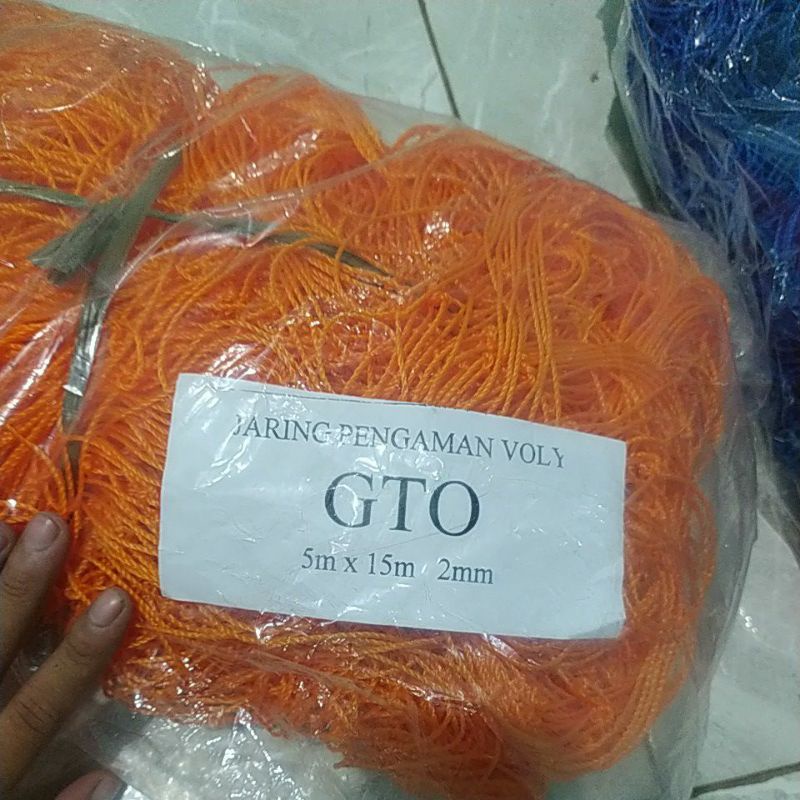 JARING PENGAMAN VOLY
GTO
5m x 15m 2mm